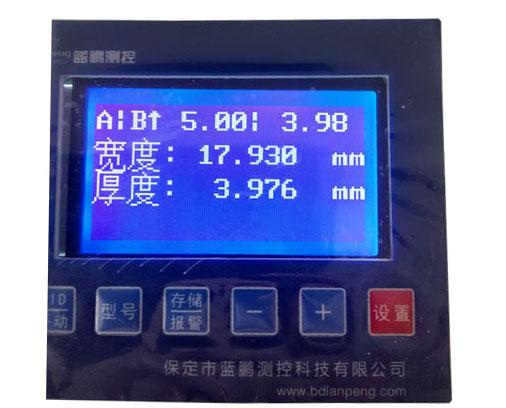 蓝鹏测控
A¦B↑ 5.00¦ 3.98
宽度: 17.930 mm
厚度: 3.976 mm
型号
存储
报警
−
+
设置
保定市蓝鹏测控科技有限公司
www.bdlanpeng.com